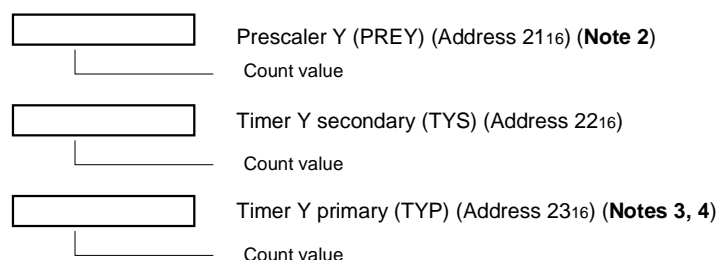 Prescaler Y (PREY) (Address 2116) (Note 2)
Count value
Timer Y secondary (TYS) (Address 2216)
Count value
Timer Y primary (TYP) (Address 2316) (Notes 3, 4)
Count value